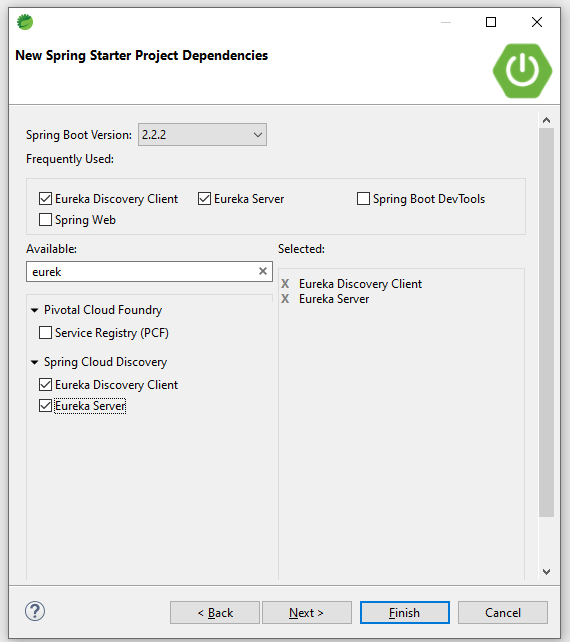 New Spring Starter Project Dependencies
Spring Boot Version: 2.2.2
Frequently Used:
Eureka Discovery Client Eureka Server Spring Boot DevTools
Spring Web
Available: Selected:
eurek
X Eureka Discovery Client
X Eureka Server
Pivotal Cloud Foundry
Service Registry (PCF)
Spring Cloud Discovery
Eureka Discovery Client
Eureka Server
? < Back Next > Finish Cancel